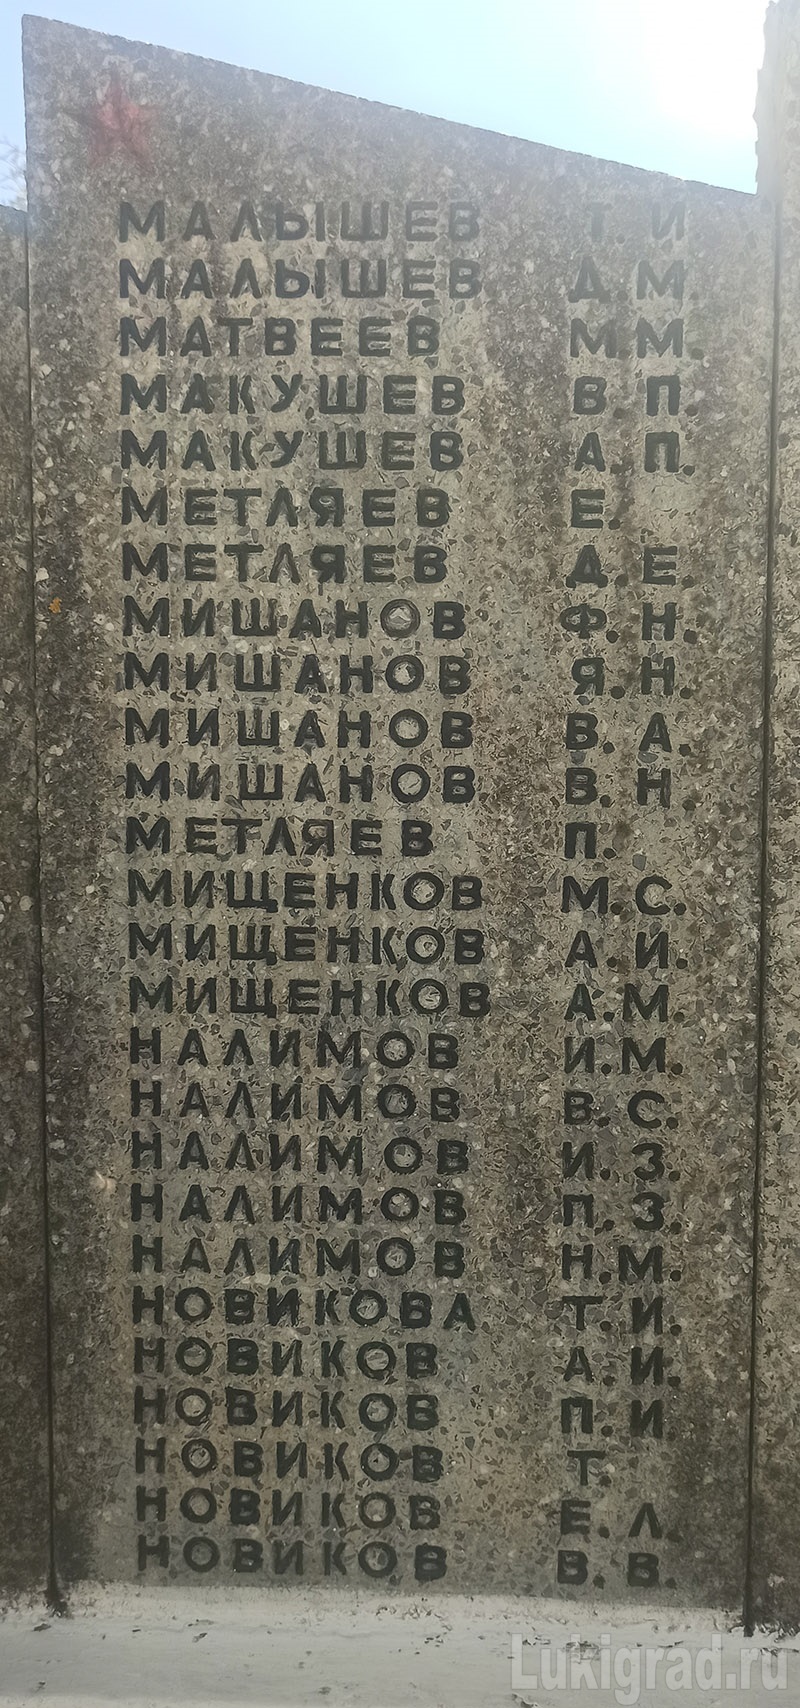 МАЛЫШЕВ Т. И
МАЛЫШЕВ Д. М.
МАТВЕЕВ М. М.
МАКУШЕВ В. П.
МАКУШЕВ А. П.
МЕТЛЯЕВ Е.
МЕТЛЯЕВ Д. Е.
МИШАНОВ Ф. Н.
МИШАНОВ Я. Н.
МИШАНОВ В. А.
МИШАНОВ В. Н.
МЕТЛЯЕВ П.
МИЩЕНКОВ М. С.
МИЩЕНКОВ А. И.
МИЩЕНКОВ А. М.
НАЛИМОВ И. М.
НАЛИМОВ В. С.
НАЛИМОВ И. З.
НАЛИМОВ П. З.
НАЛИМОВ Н. М.
НОВИКОВА Т. И.
НОВИКОВ А. И.
НОВИКОВ П. И
НОВИКОВ Т.
НОВИКОВ Е. Л.
НОВИКОВ В. В.
Lukigrad.ru